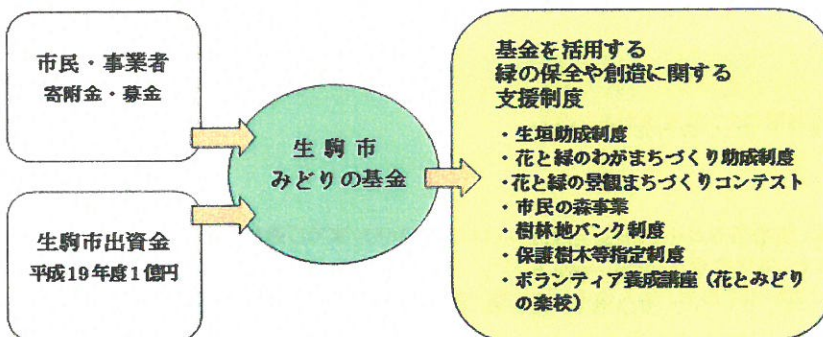 市民・事業者
寄附金・募金
生駒市出資金
平成19年度1億円
生駒市
みどりの基金
基金を活用する
緑の保全や創造に関する
支援制度
・生垣助成制度
・花と緑のわがまちづくり助成制度
・花と緑の景観まちづくりコンテスト
・市民の森事業
・樹林地バンク制度
・保護樹木等指定制度
・ボランティア養成講座（花とみどり
の楽校）